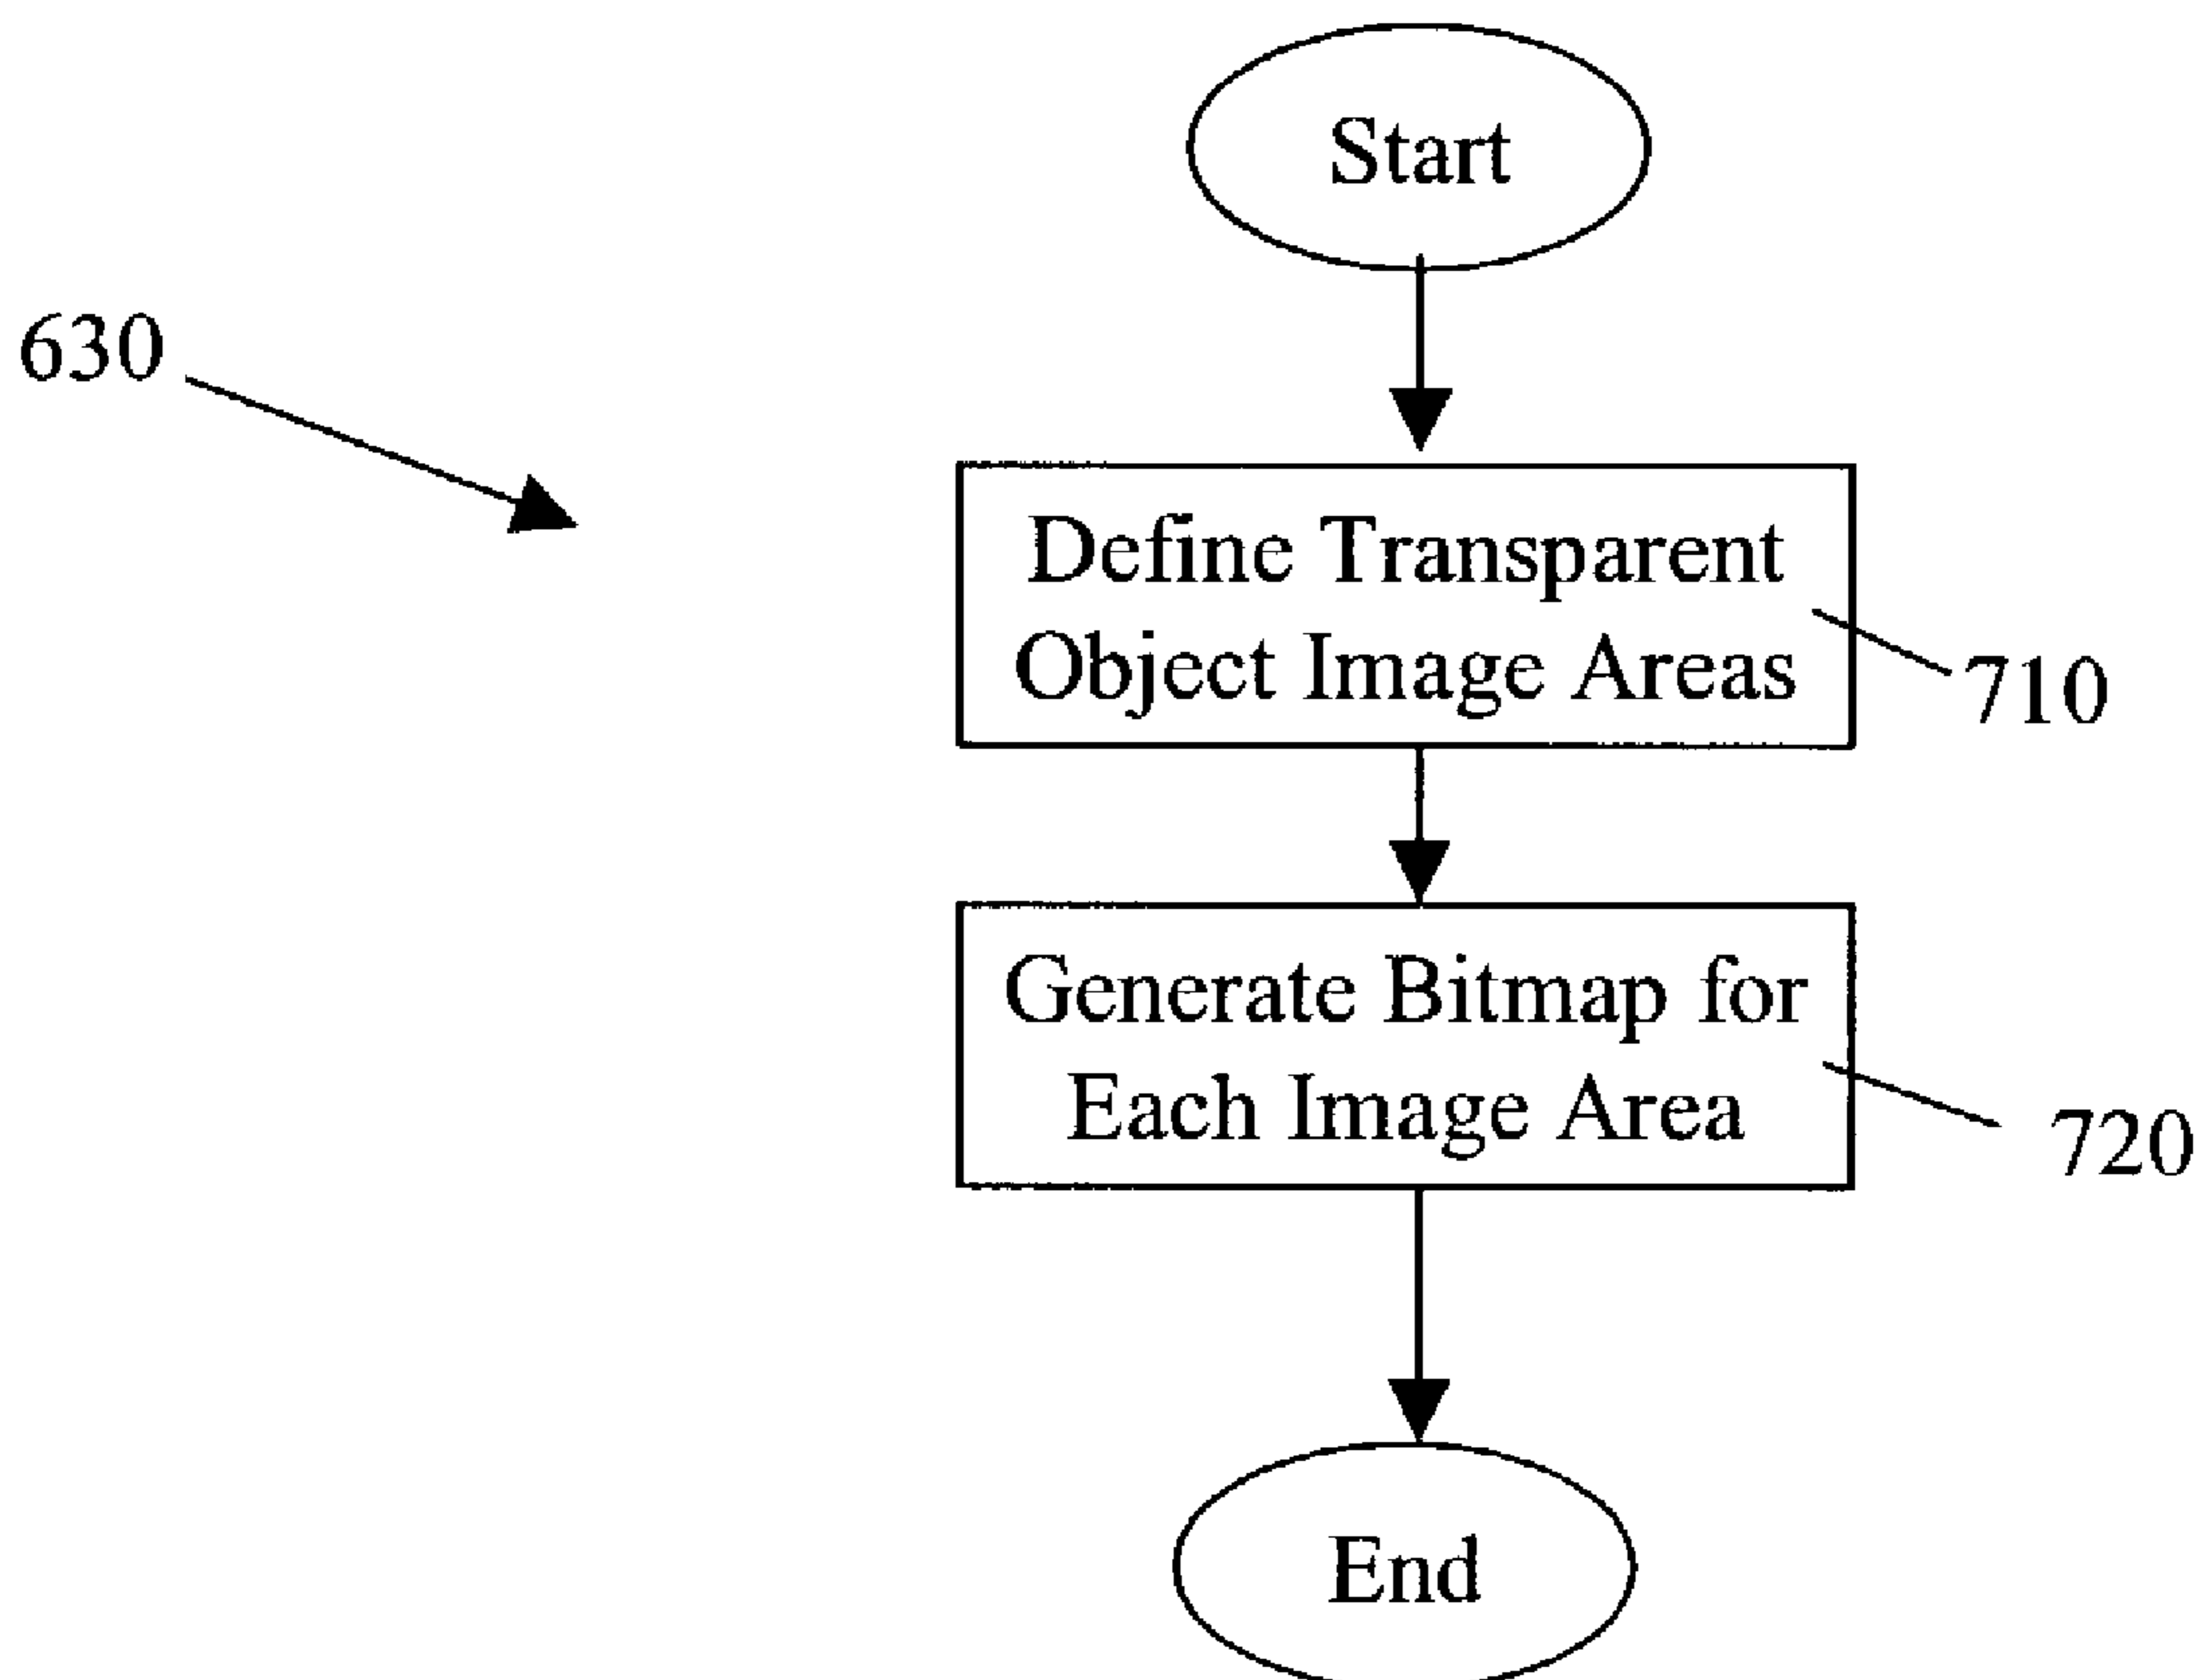 Start
630
Define Transparent
Object Image Areas
710
Generate Bitmap for
Each Image Area
720
End